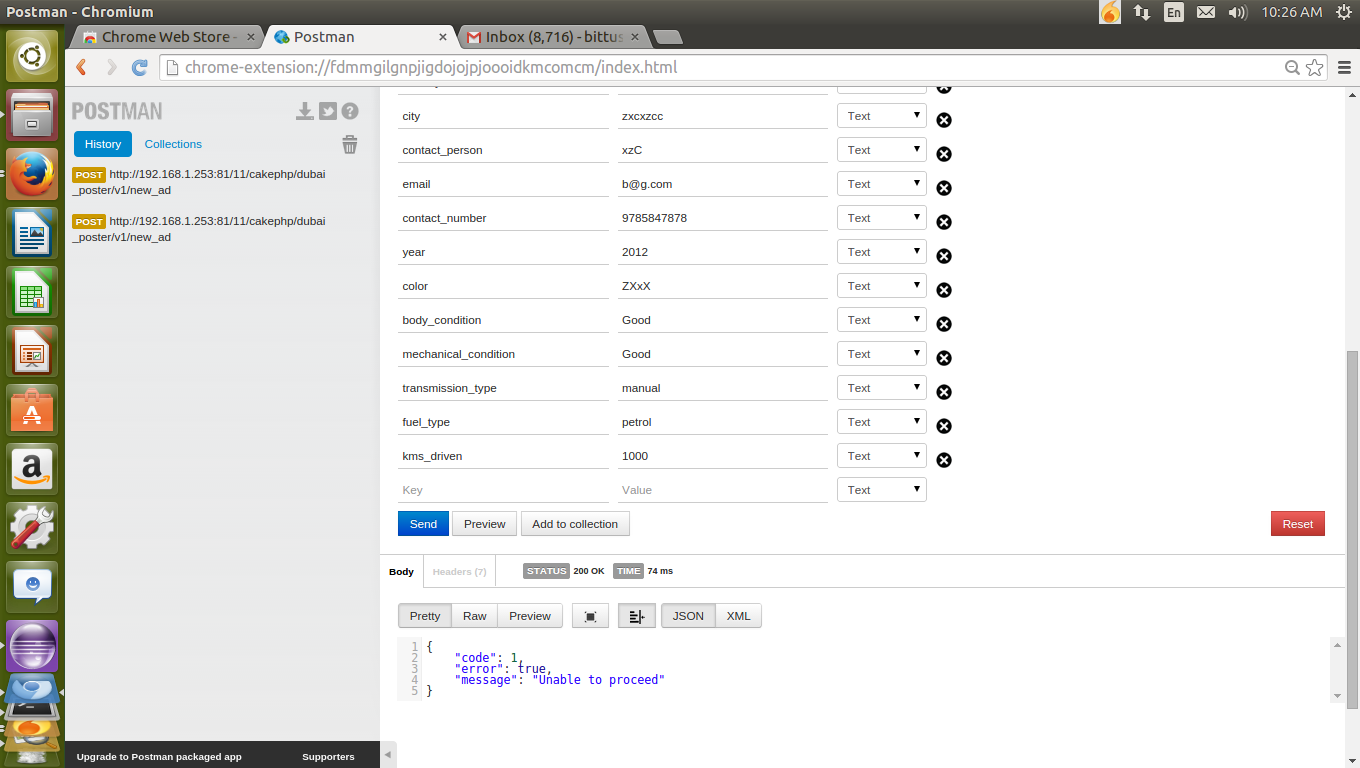 Postman - Chromium
En
10:26 AM
Chrome Web Store -
Postman
Inbox (8,716) - bittus
chrome-extension://fdmmgilgnpjigdojojpjoooidkmcomcm/index.html
POSTMAN
History
Collections
POST http://192.168.1.253:81/11/cakephp/dubai
_poster/v1/new_ad
POST http://192.168.1.253:81/11/cakephp/dubai
_poster/v1/new_ad
Upgrade to Postman packaged app
Supporters
city zxcxzcc Text
contact_person xzC Text
email b@g.com Text
contact_number 9785847878 Text
year 2012 Text
color ZXxX Text
body_condition Good Text
mechanical_condition Good Text
transmission_type manual Text
fuel_type petrol Text
kms_driven 1000 Text
Key Value Text
Send Preview Add to collection Reset
Body Headers (7) STATUS 200 OK TIME 74 ms
Pretty Raw Preview JSON XML
1 {
2 "code": 1,
3 "error": true,
4 "message": "Unable to proceed"
5 }